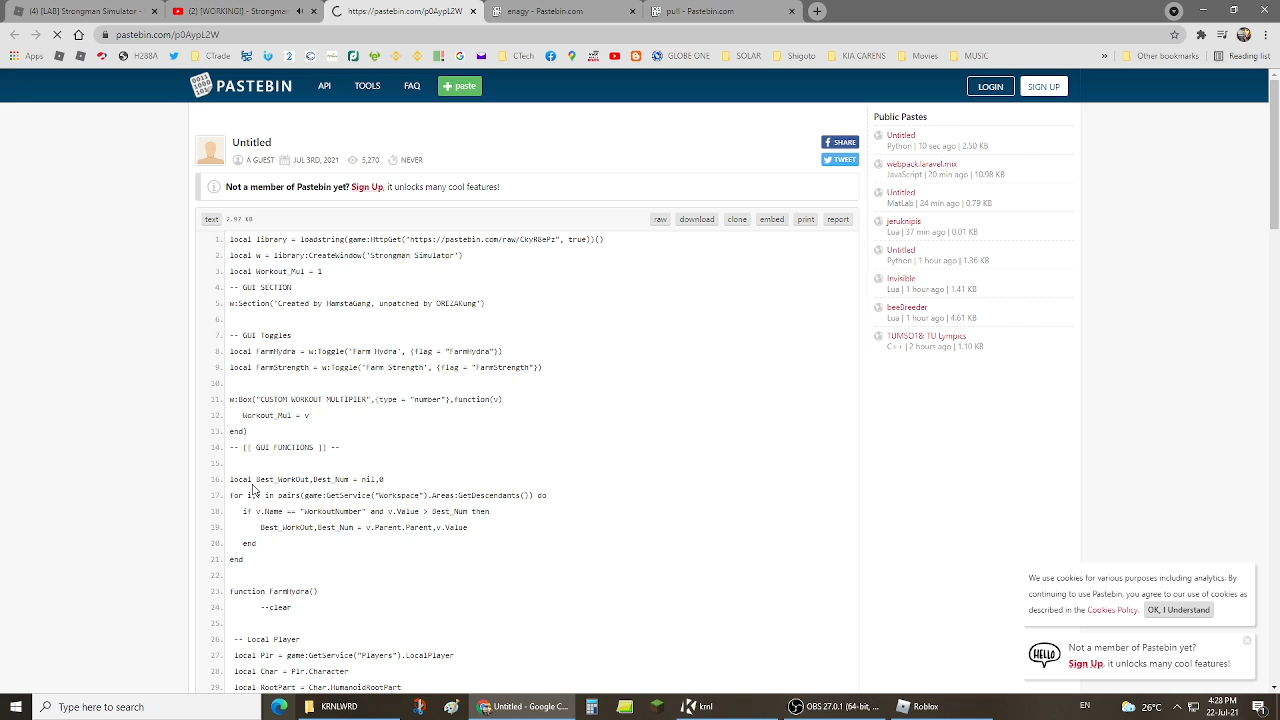 (4) [LAB] Strongman Simulator -
(2) [WORKING!] - Strongman
https://pastebin.com/p0AypL2W
enagy - Pastebin.com
pull - Pastebin.com
pastebin.com/p0AypL2W
Apps
H288A
CTrade
CTech
GLOBE ONE
SOLAR
Shigoto
KIA CARENS
Movies
MUSIC
»
Other bookmarks
Reading list
PASTEBIN
API
TOOLS
FAQ
+ paste
LOGIN
SIGN UP
Untitled
A GUEST JUL 3RD, 2021 5,270 NEVER
SHARE
TWEET
Not a member of Pastebin yet? Sign Up, it unlocks many cool features!
text 2.97 KB
raw download clone embed print report
1. local library = loadstring(game:HttpGet("https://pastebin.com/raw/CkyR8ePz", true))()
2. local w = library:CreateWindow('Strongman Simulator')
3. local Workout_Mul = 1
4. -- GUI SECTION
5. w:Section('Created by HamstaGang, unpatched by OREZAKung')
6.
7. -- GUI Toggles
8. local FarmHydra = w:Toggle('Farm Hydra', {flag = "FarmHydra"})
9. local FarmStrength = w:Toggle('Farm Strength', {flag = "FarmStrength"})
10.
11. w:Box("CUSTOM WORKOUT MULTIPLIER",{type = "number"},function(v)
12. Workout_Mul = v
13. end)
14. -- [[ GUI FUNCTIONS ]] --
15.
16. local Best_WorkOut,Best_Num = nil,0
17. for i,v in pairs(game:GetService("Workspace").Areas:GetDescendants()) do
18. if v.Name == "WorkoutNumber" and v.Value > Best_Num then
19. Best_WorkOut,Best_Num = v.Parent.Parent,v.Value
20. end
21. end
22.
23. function FarmHydra()
24. --clear
25.
26. -- Local Player
27. local Plr = game:GetService("Players").LocalPlayer
28. local Char = Plr.Character
29. local RootPart = Char.HumanoidRootPart
Public Pastes
Untitled
Python | 10 sec ago | 2.50 KB
webpack.laravel.mix
JavaScript | 20 min ago | 10.98 KB
Untitled
MatLab | 24 min ago | 0.79 KB
jeruknipis
Lua | 37 min ago | 0.01 KB
Untitled
Python | 1 hour ago | 1.36 KB
Invisible
Lua | 1 hour ago | 1.41 KB
beeBreeder
Lua | 1 hour ago | 4.61 KB
TUMSO18: TU Lympics
C++ | 2 hours ago | 1.10 KB
We use cookies for various purposes including analytics. By
continuing to use Pastebin, you agree to our use of cookies as
described in the Cookies Policy. OK, I Understand
HELLO
Not a member of Pastebin yet?
Sign Up, it unlocks many cool features!
Type here to search
KRNLWRD
Untitled - Google C...
krnl
OBS 27.0.1 (64-bit, ...
Roblox
EN
26°C
4:28 PM
22-Jul-21